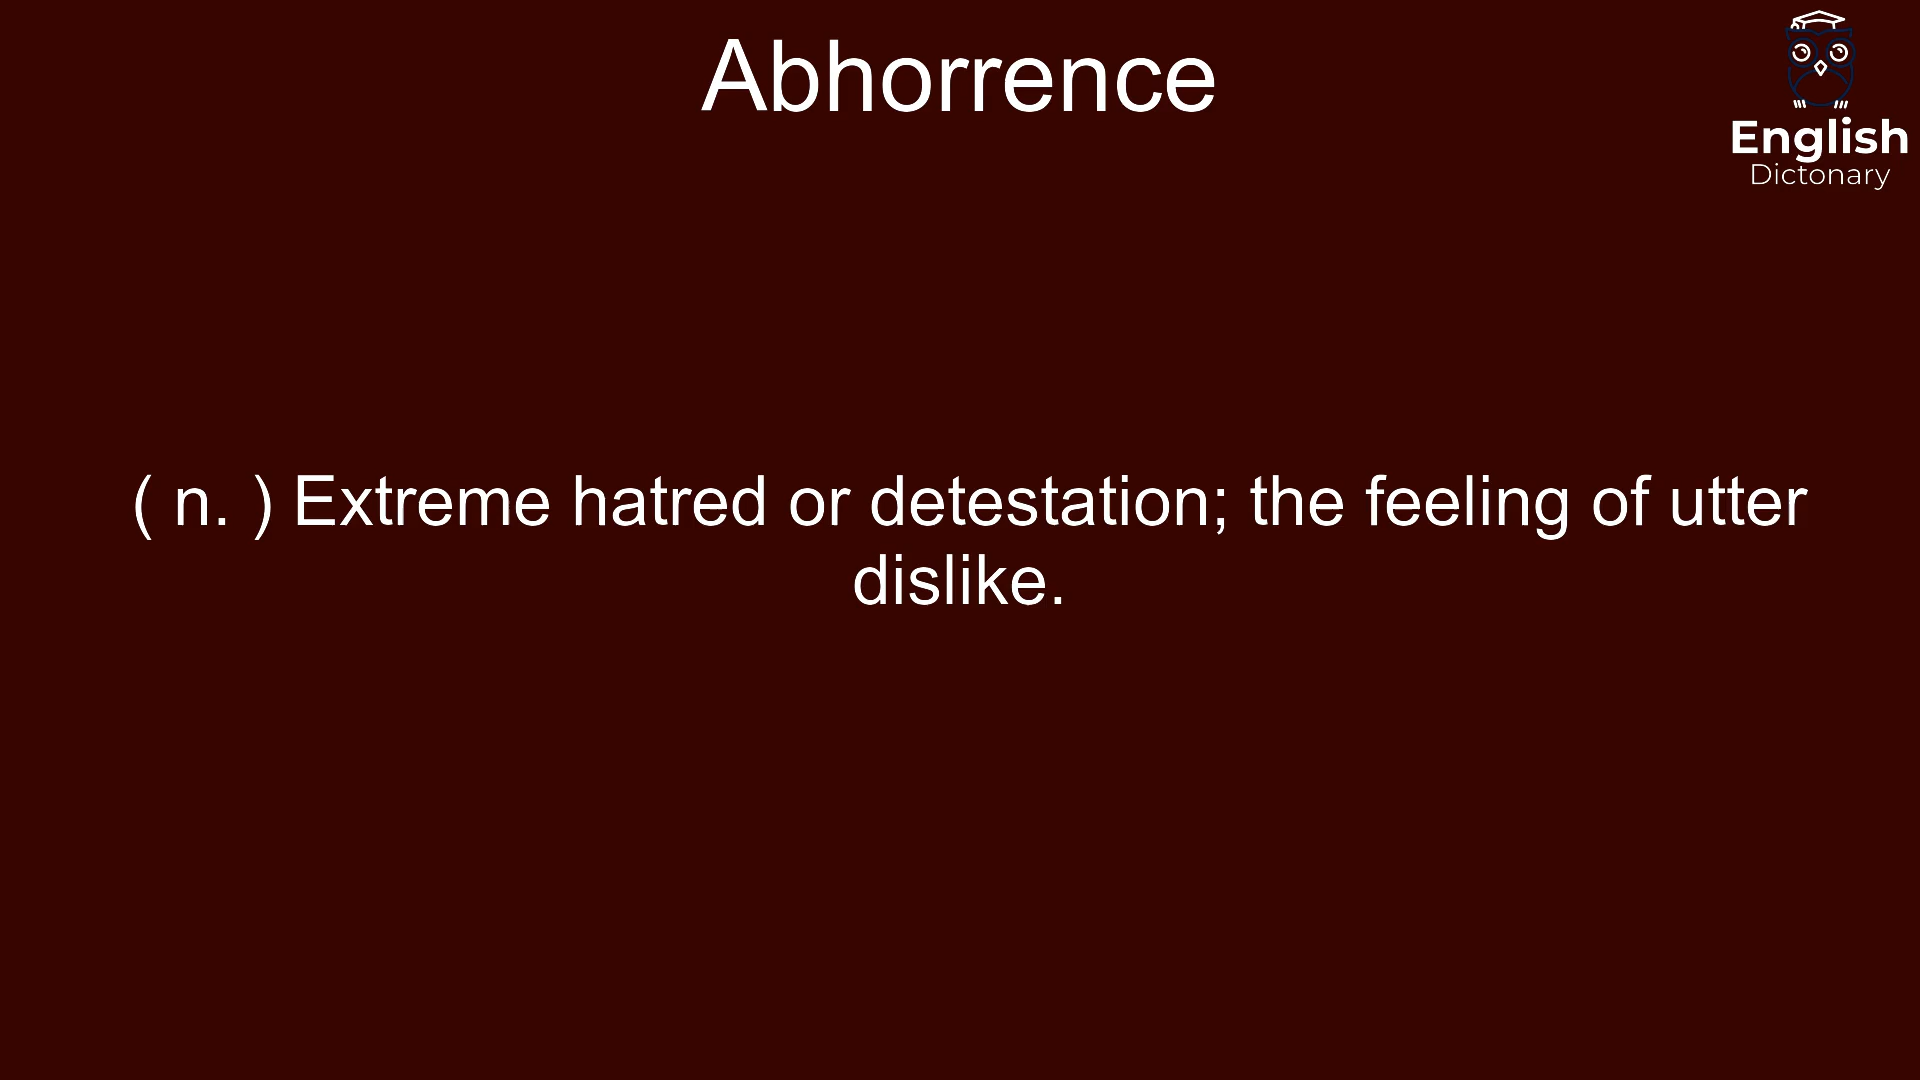 Abhorrence
English
Dictonary
( n. ) Extreme hatred or detestation; the feeling of utter
dislike.